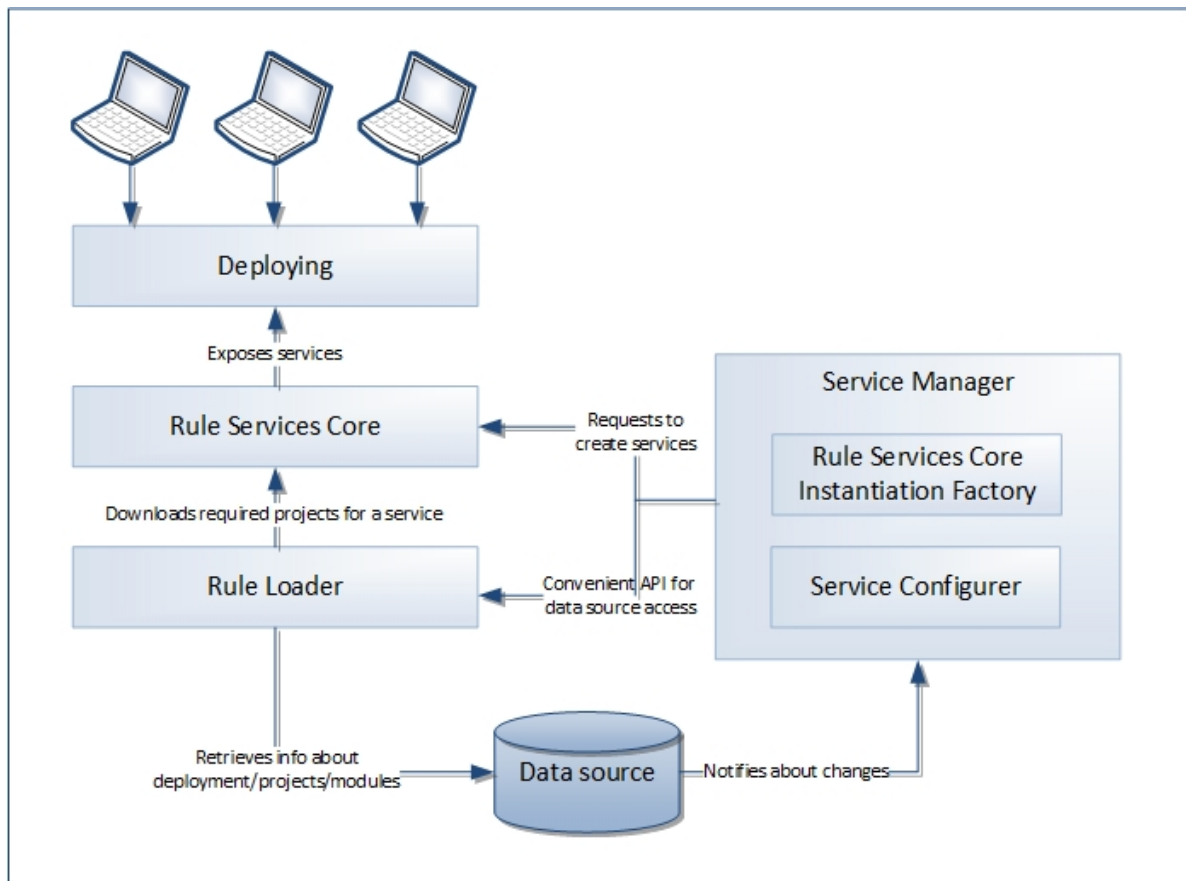 Deploying
Exposes services
Service Manager
Rule Services Core
Requests to
create services
Rule Services Core
Instantiation Factory
Downloads required projects for a service
Rule Loader
Convenient API for
data source access
Service Configurer
Retrieves info about
deployment/projects/modules
Data source
Notifies about changes